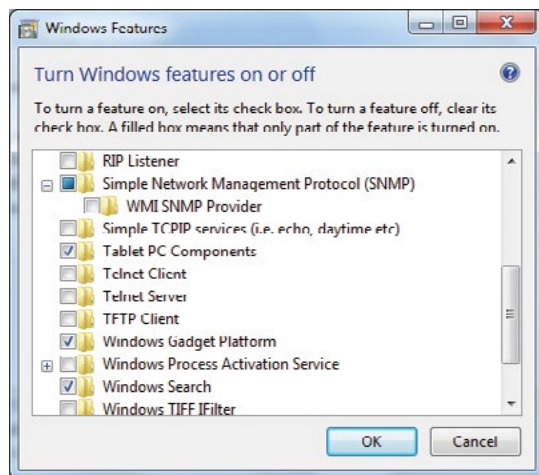 Windows Features
Turn Windows features on or off
To turn a feature on, select its check box. To turn a feature off, clear its
check box. A filled box means that only part of the feature is turned on.
RIP Listener
Simple Network Management Protocol (SNMP)
WMI SNMP Provider
Simple TCPIP services (i.e. echo, daytime etc)
Tablet PC Components
Telnet Client
Telnet Server
TFTP Client
Windows Gadget Platform
Windows Process Activation Service
Windows Search
Windows TIFF IFilter
OK Cancel